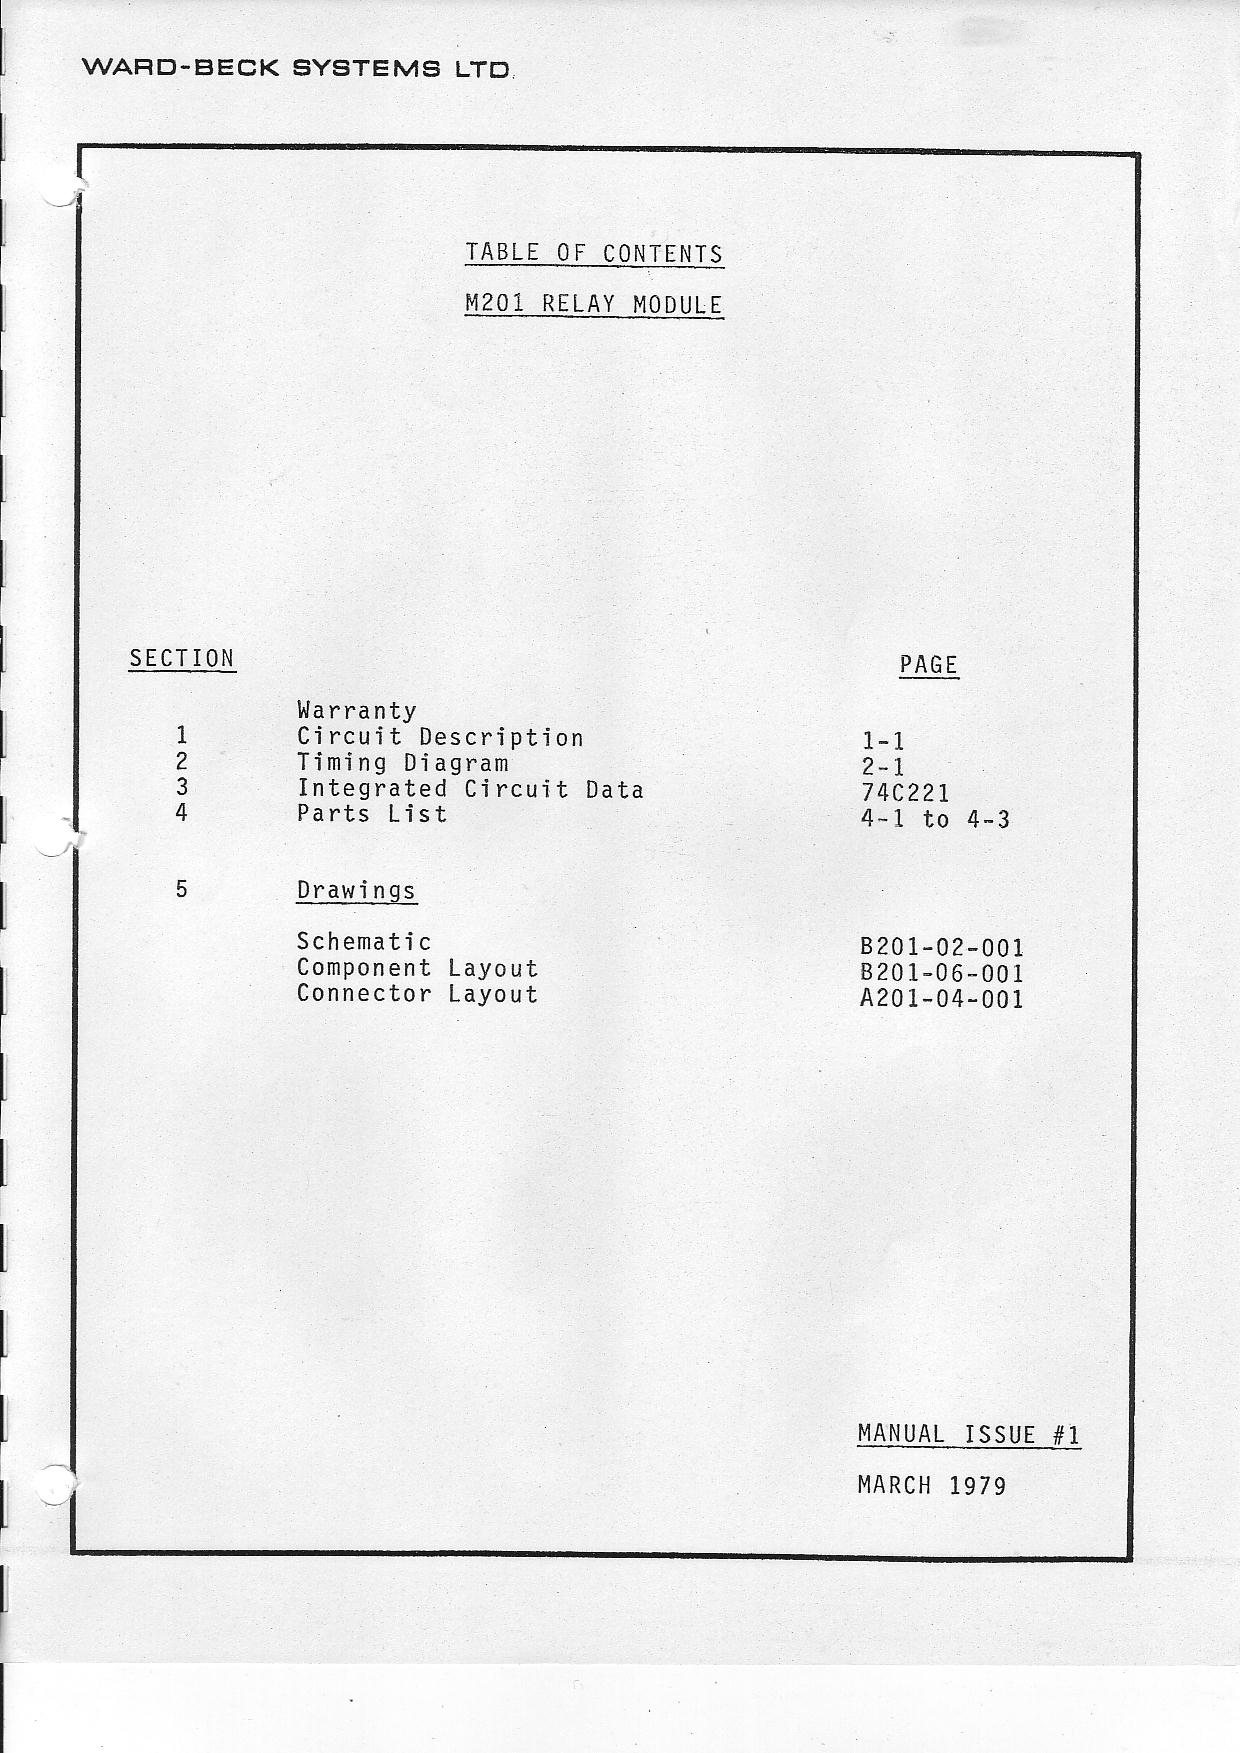 WARD-BECK SYSTEMS LTD.
TABLE OF CONTENTS
M201 RELAY MODULE
SECTION PAGE
Warranty
1 Circuit Description 1-1
2 Timing Diagram 2-1
3 Integrated Circuit Data 74C221
4 Parts List 4-1 to 4-3
5 Drawings
Schematic B201-02-001
Component Layout B201-06-001
Connector Layout A201-04-001
MANUAL ISSUE #1
MARCH 1979